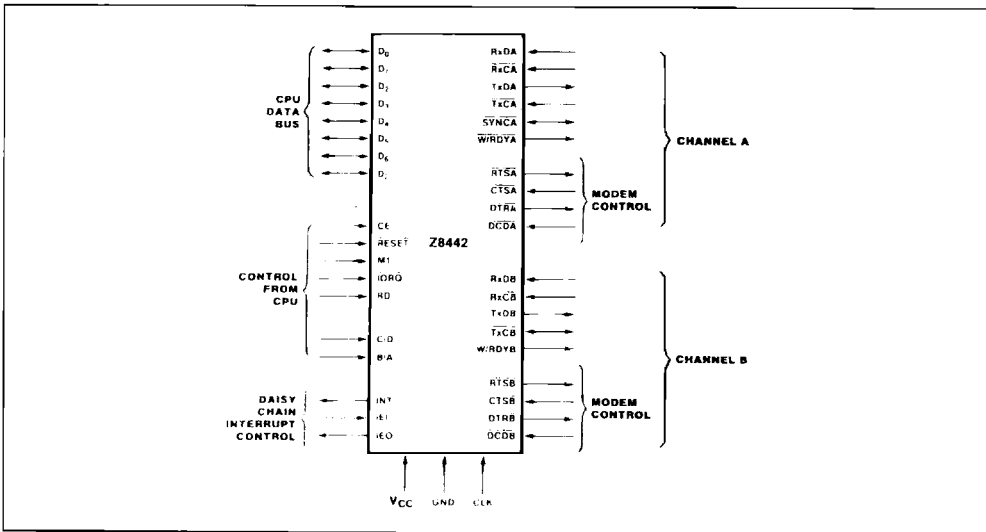 CPU
DATA
BUS
D₀
D₁
D₂
D₃
D₄
D₅
D₆
D₇
CONTROL
FROM
CPU
CE
RESET
M1
IORQ
RD
C/D
B/A
DAISY
CHAIN
INTERRUPT
CONTROL
INT
IEI
IEO
Z8442
RxDA
RxCA
TxDA
TxCA
SYNCA
W/RDYA
RTSA
CTSA
DTRA
DCDA
MODEM
CONTROL
CHANNEL A
RxDB
RxCB
TxDB
TxCB
W/RDYB
RTSB
CTSB
DTRB
DCDB
MODEM
CONTROL
CHANNEL B
VCC GND CLK